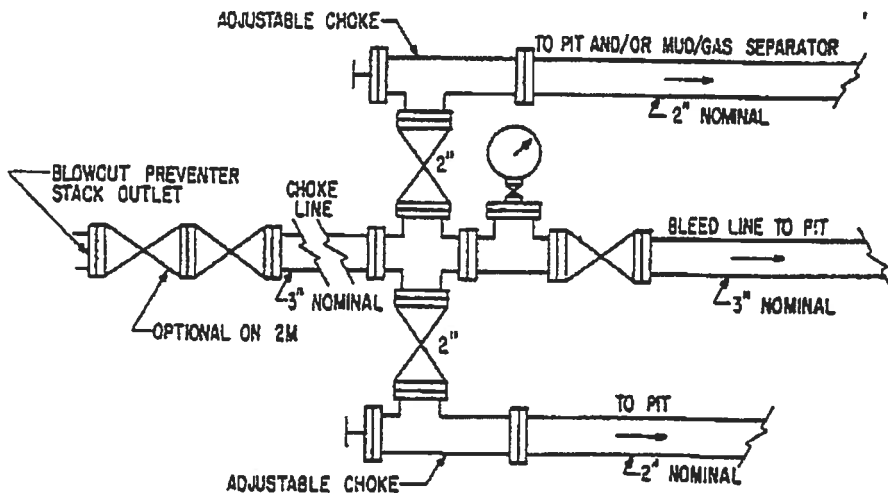 ADJUSTABLE CHOKE
TO PIT AND/OR MUD/GAS SEPARATOR
2" NOMINAL
2"
BLOWOUT PREVENTER
STACK OUTLET
CHOKE
LINE
BLEED LINE TO PIT
3" NOMINAL
3" NOMINAL
OPTIONAL ON 2M
2"
TO PIT
2" NOMINAL
ADJUSTABLE CHOKE